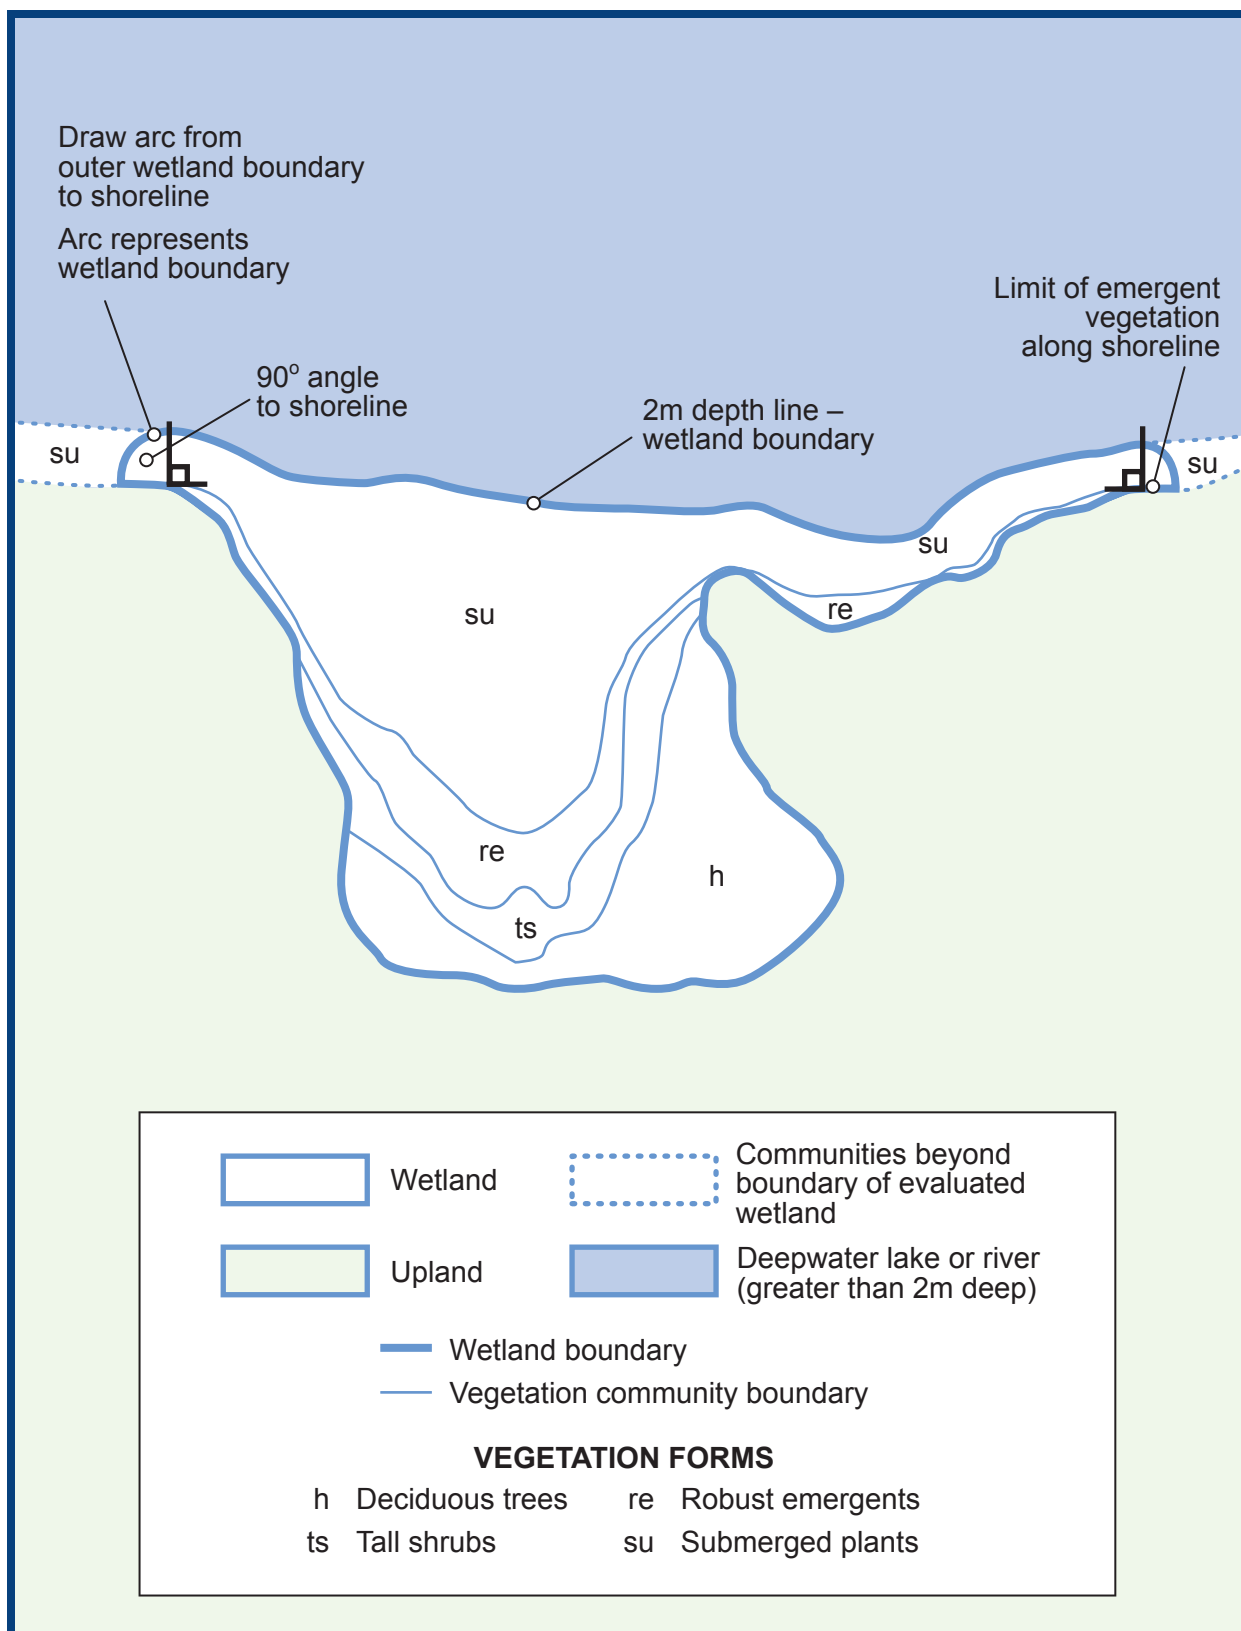 Draw arc from
outer wetland boundary
to shoreline
Arc represents
wetland boundary
Limit of emergent
vegetation
along shoreline
90° angle
to shoreline
2m depth line –
wetland boundary
su
su
su
su
re
re
h
ts
Wetland
Communities beyond
boundary of evaluated
wetland
Upland
Deepwater lake or river
(greater than 2m deep)
Wetland boundary
Vegetation community boundary
VEGETATION FORMS
h Deciduous trees re Robust emergents
ts Tall shrubs su Submerged plants